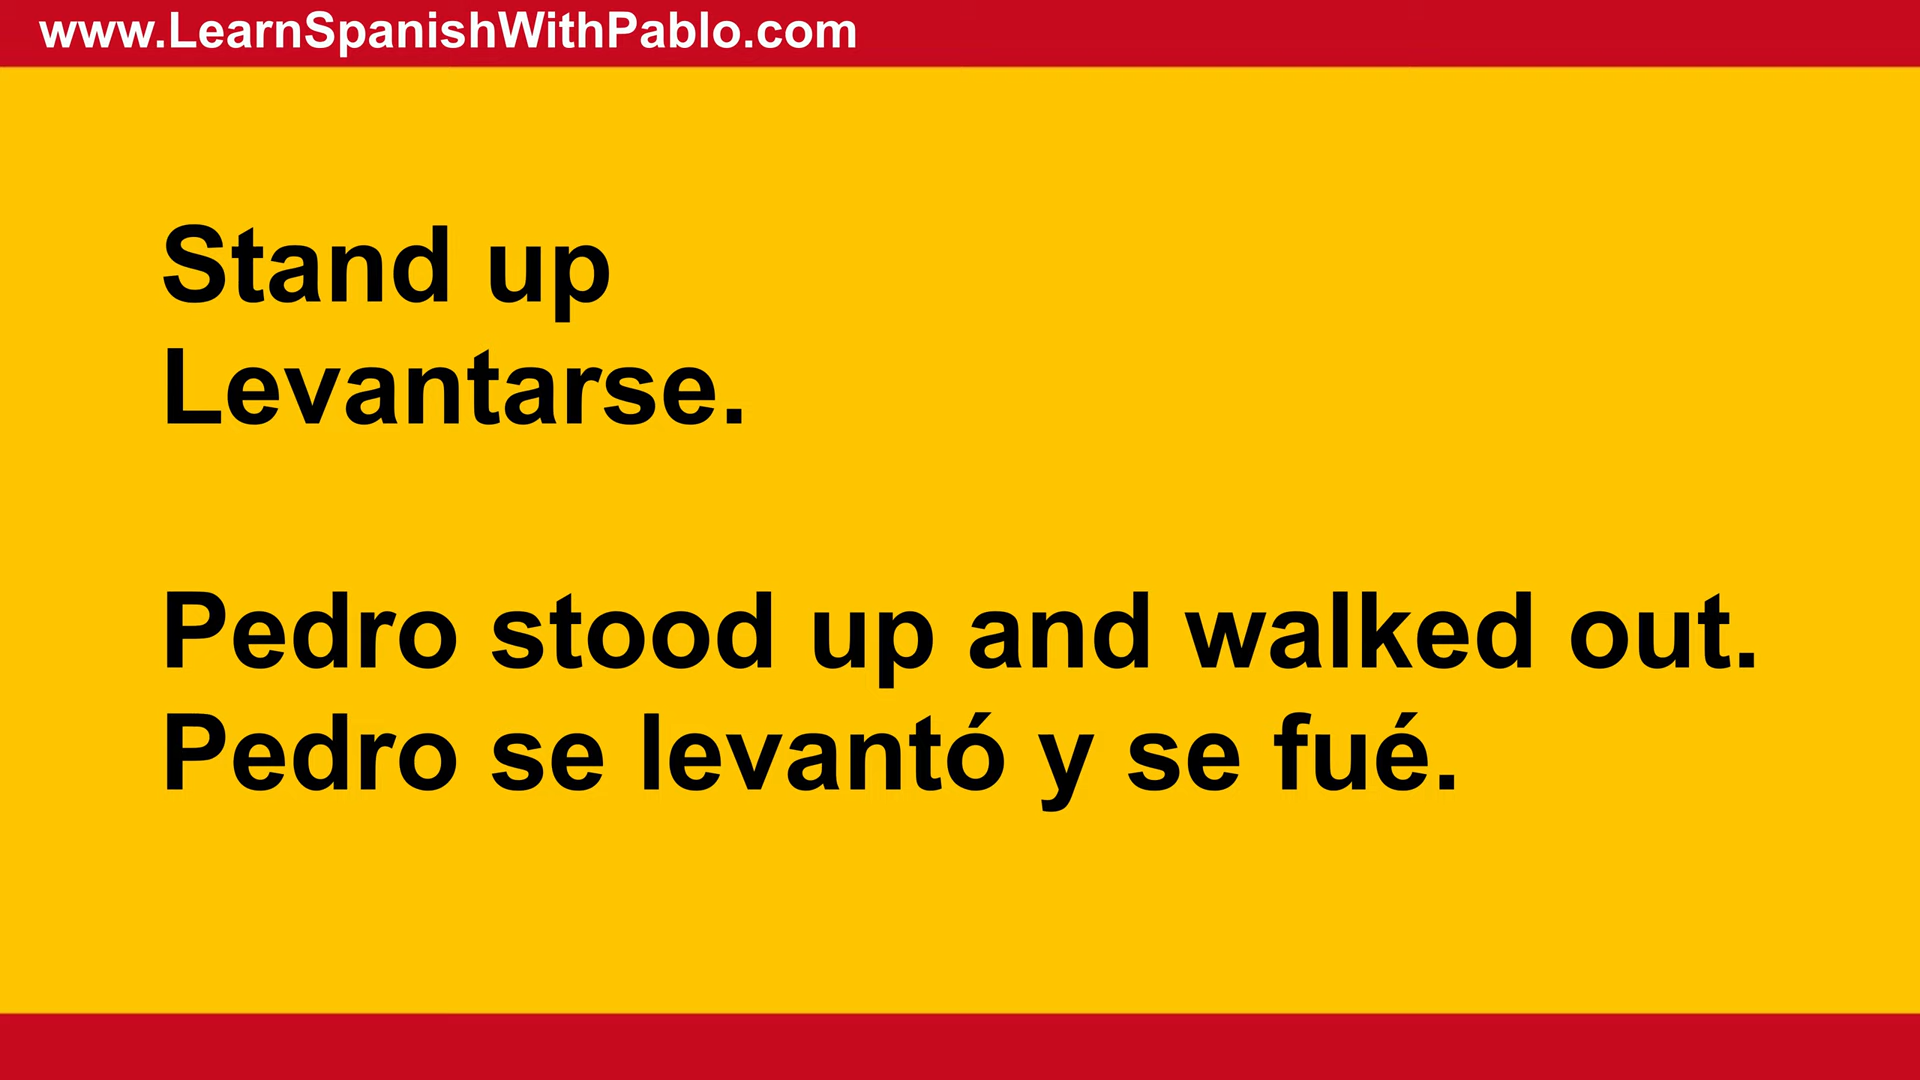 www.LearnSpanishWithPablo.com
Stand up
Levantarse.
Pedro stood up and walked out.
Pedro se levantó y se fué.